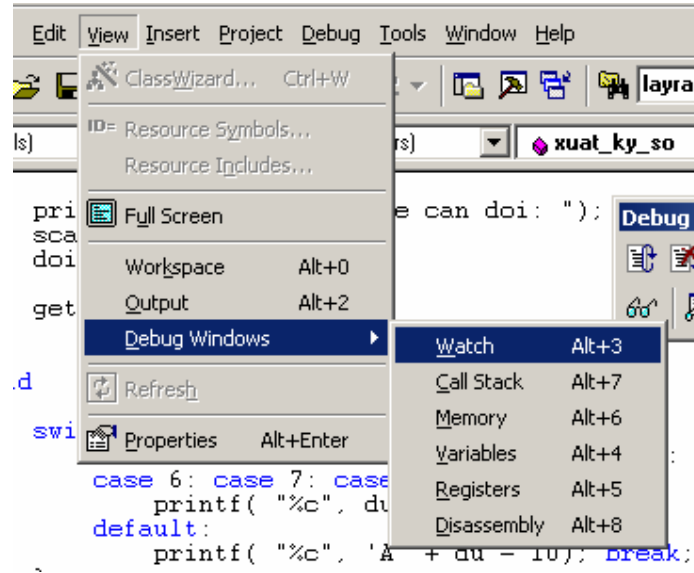 Edit View Insert Project Debug Tools Window Help
ClassWizard... Ctrl+W
layra
ls)
ID= Resource Symbols...
rs)
xuat_ky_so
Resource Includes...
pri
Full Screen
e can doi: ");
Debug
sca
doi
Workspace Alt+0
get
Output Alt+2
Debug Windows
Watch Alt+3
d
Refresh
Call Stack Alt+7
swi
Properties Alt+Enter
Memory Alt+6
Variables Alt+4
:
case 6: case 7: case
Registers Alt+5
printf( "%c", du
default:
Disassembly Alt+8
printf( "%c", 'A' + du - 10); break;
}